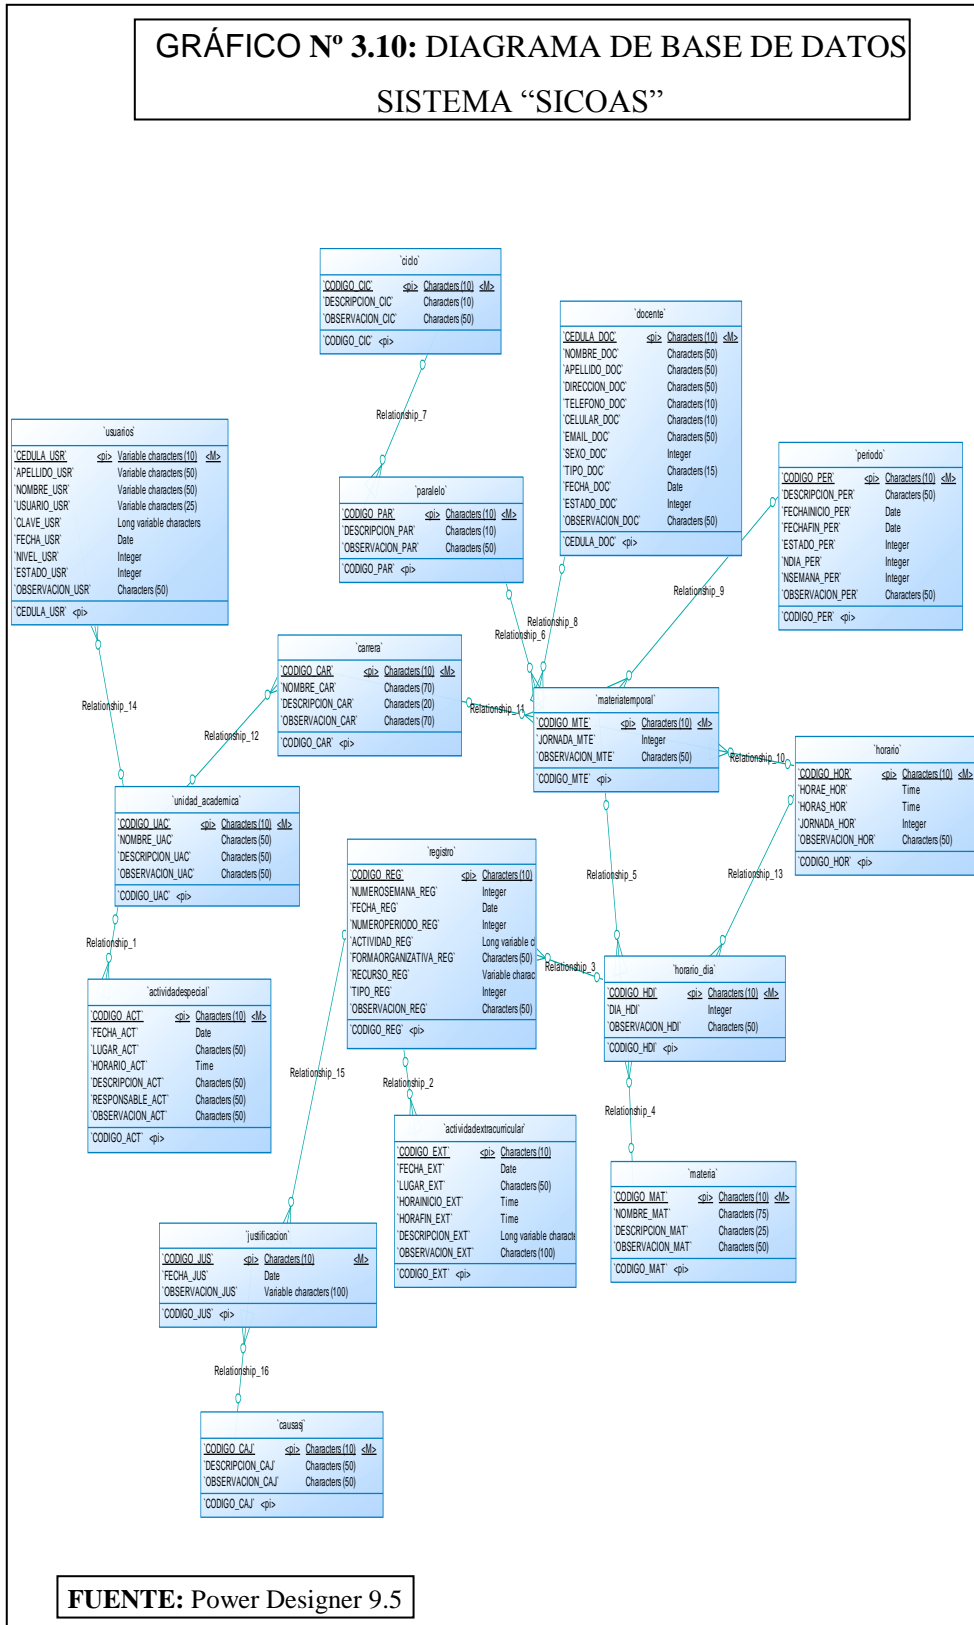 GRÁFICO Nº 3.10: DIAGRAMA DE BASE DE DATOS
SISTEMA “SICOAS”
`ciclo`
`CODIGO_CIC` <pi> Characters (10) <M>
`DESCRIPCION_CIC` Characters (10)
`OBSERVACION_CIC` Characters (50)
`CODIGO_CIC` <pi>
Relationship_7
`docente`
`CEDULA_DOC` <pi> Characters (10) <M>
`NOMBRE_DOC` Characters (50)
`APELLIDO_DOC` Characters (50)
`DIRECCION_DOC` Characters (50)
`TELEFONO_DOC` Characters (10)
`CELULAR_DOC` Characters (10)
`EMAIL_DOC` Characters (50)
`SEXO_DOC` Integer
`TIPO_DOC` Characters (15)
`FECHA_DOC` Date
`ESTADO_DOC` Integer
`OBSERVACION_DOC` Characters (50)
`CEDULA_DOC` <pi>
`usuarios`
`CEDULA_USR` <pi> Variable characters (10) <M>
`APELLIDO_USR` Variable characters (50)
`NOMBRE_USR` Variable characters (50)
`USUARIO_USR` Variable characters (25)
`CLAVE_USR` Long variable characters
`FECHA_USR` Date
`NIVEL_USR` Integer
`ESTADO_USR` Integer
`OBSERVACION_USR` Characters (50)
`CEDULA_USR` <pi>
`paralelo`
`CODIGO_PAR` <pi> Characters (10) <M>
`DESCRIPCION_PAR` Characters (10)
`OBSERVACION_PAR` Characters (50)
`CODIGO_PAR` <pi>
`periodo`
`CODIGO_PER` <pi> Characters (10) <M>
`DESCRIPCION_PER` Characters (50)
`FECHAINICIO_PER` Date
`FECHAFIN_PER` Date
`ESTADO_PER` Integer
`NDIA_PER` Integer
`NSEMANA_PER` Integer
`OBSERVACION_PER` Characters (50)
`CODIGO_PER` <pi>
Relationship_9
Relationship_8
Relationship_6
Relationship_14
`carrera`
`CODIGO_CAR` <pi> Characters (10) <M>
`NOMBRE_CAR` Characters (70)
`DESCRIPCION_CAR` Characters (20)
`OBSERVACION_CAR` Characters (70)
`CODIGO_CAR` <pi>
Relationship_12
Relationship_11
`materiatemporal`
`CODIGO_MTE` <pi> Characters (10) <M>
`JORNADA_MTE` Integer
`OBSERVACION_MTE` Characters (50)
`CODIGO_MTE` <pi>
Relationship_10
`horario`
`CODIGO_HOR` <pi> Characters (10) <M>
`HORAE_HOR` Time
`HORAS_HOR` Time
`JORNADA_HOR` Integer
`OBSERVACION_HOR` Characters (50)
`CODIGO_HOR` <pi>
`unidad_academica`
`CODIGO_UAC` <pi> Characters (10) <M>
`NOMBRE_UAC` Characters (50)
`DESCRIPCION_UAC` Characters (50)
`OBSERVACION_UAC` Characters (50)
`CODIGO_UAC` <pi>
Relationship_1
`registro`
`CODIGO_REG` <pi> Characters (10)
`NUMEROSEMANA_REG` Integer
`FECHA_REG` Date
`NUMEROPERIODO_REG` Integer
`ACTIVIDAD_REG` Long variable c
`FORMAORGANIZATIVA_REG` Characters (50)
`RECURSO_REG` Variable charac
`TIPO_REG` Integer
`OBSERVACION_REG` Characters (50)
`CODIGO_REG` <pi>
Relationship_5
Relationship_13
Relationship_3
`horario_dia`
`CODIGO_HDI` <pi> Characters (10) <M>
`DIA_HDI` Integer
`OBSERVACION_HDI` Characters (50)
`CODIGO_HDI` <pi>
`actividadespecial`
`CODIGO_ACT` <pi> Characters (10) <M>
`FECHA_ACT` Date
`LUGAR_ACT` Characters (50)
`HORARIO_ACT` Time
`DESCRIPCION_ACT` Characters (50)
`RESPONSABLE_ACT` Characters (50)
`OBSERVACION_ACT` Characters (50)
`CODIGO_ACT` <pi>
Relationship_15
Relationship_2
Relationship_4
`actividadextracurricular`
`CODIGO_EXT` <pi> Characters (10)
`FECHA_EXT` Date
`LUGAR_EXT` Characters (50)
`HORAINICIO_EXT` Time
`HORAFIN_EXT` Time
`DESCRIPCION_EXT` Long variable characte
`OBSERVACION_EXT` Characters (100)
`CODIGO_EXT` <pi>
`materia`
`CODIGO_MAT` <pi> Characters (10) <M>
`NOMBRE_MAT` Characters (75)
`DESCRIPCION_MAT` Characters (25)
`OBSERVACION_MAT` Characters (50)
`CODIGO_MAT` <pi>
`justificacion`
`CODIGO_JUS` <pi> Characters (10) <M>
`FECHA_JUS` Date
`OBSERVACION_JUS` Variable characters (100)
`CODIGO_JUS` <pi>
Relationship_16
`causasj`
`CODIGO_CAJ` <pi> Characters (10) <M>
`DESCRIPCION_CAJ` Characters (50)
`OBSERVACION_CAJ` Characters (50)
`CODIGO_CAJ` <pi>
FUENTE: Power Designer 9.5